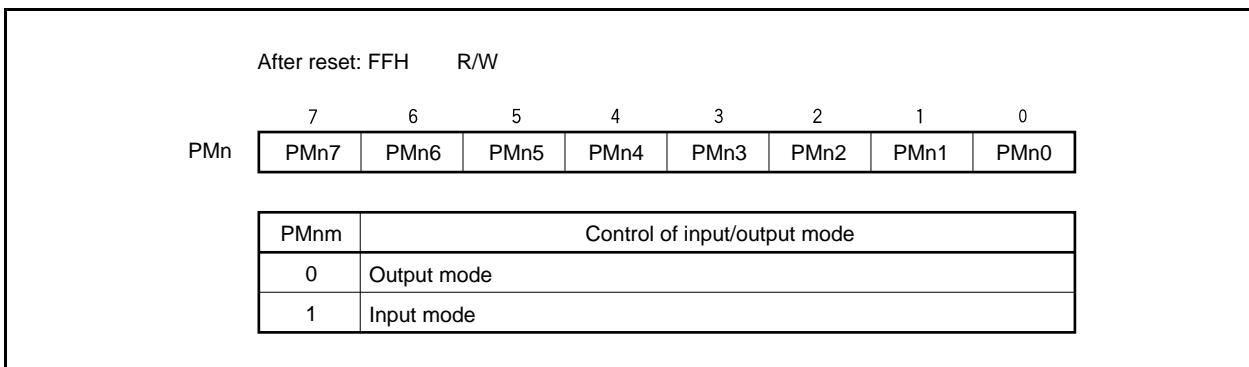 After reset: FFH R/W
7 6 5 4 3 2 1 0
PMn PMn7 PMn6 PMn5 PMn4 PMn3 PMn2 PMn1 PMn0
PMnm Control of input/output mode
0 Output mode
1 Input mode